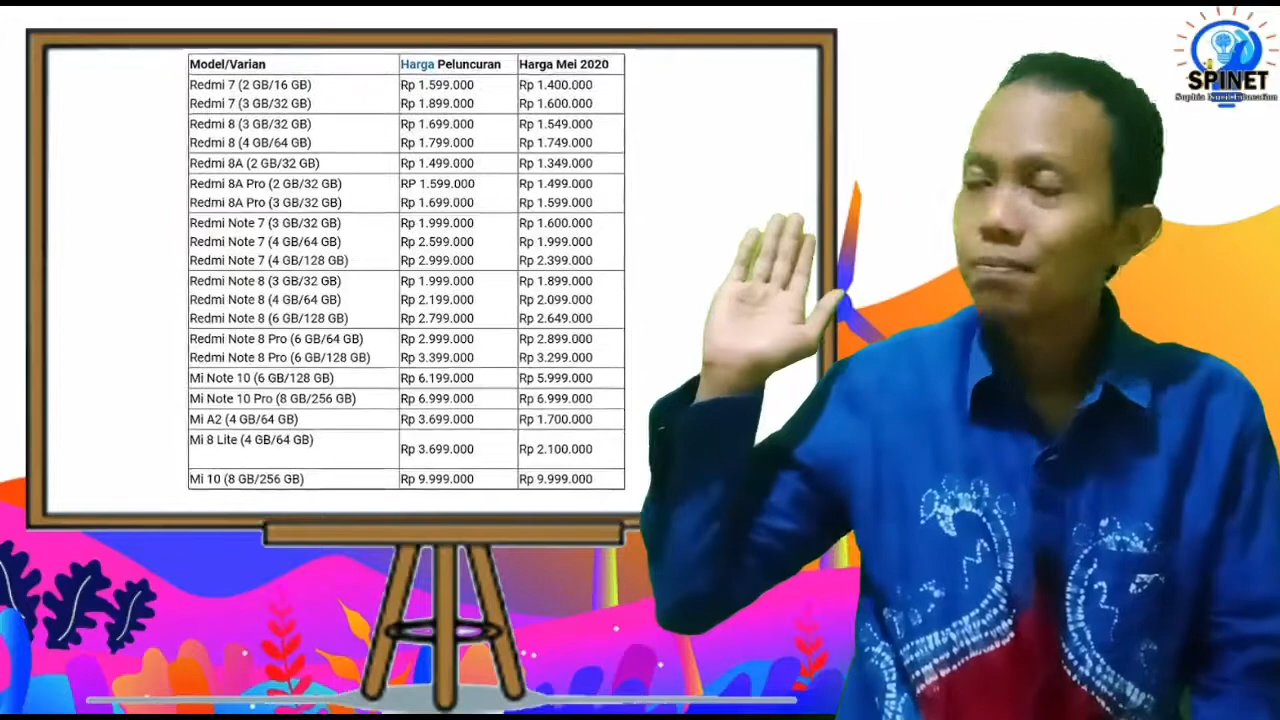 Model/Varian Harga Peluncuran Harga Mei 2020
Redmi 7 (2 GB/16 GB) Rp 1.599.000 Rp 1.400.000
Redmi 7 (3 GB/32 GB) Rp 1.899.000 Rp 1.600.000
Redmi 8 (3 GB/32 GB) Rp 1.699.000 Rp 1.549.000
Redmi 8 (4 GB/64 GB) Rp 1.799.000 Rp 1.749.000
Redmi 8A (2 GB/32 GB) Rp 1.499.000 Rp 1.349.000
Redmi 8A Pro (2 GB/32 GB) RP 1.599.000 Rp 1.499.000
Redmi 8A Pro (3 GB/32 GB) Rp 1.699.000 Rp 1.599.000
Redmi Note 7 (3 GB/32 GB) Rp 1.999.000 Rp 1.600.000
Redmi Note 7 (4 GB/64 GB) Rp 2.599.000 Rp 1.999.000
Redmi Note 7 (4 GB/128 GB) Rp 2.999.000 Rp 2.399.000
Redmi Note 8 (3 GB/32 GB) Rp 1.999.000 Rp 1.899.000
Redmi Note 8 (4 GB/64 GB) Rp 2.199.000 Rp 2.099.000
Redmi Note 8 (6 GB/128 GB) Rp 2.799.000 Rp 2.649.000
Redmi Note 8 Pro (6 GB/64 GB) Rp 2.999.000 Rp 2.899.000
Redmi Note 8 Pro (6 GB/128 GB) Rp 3.399.000 Rp 3.299.000
Mi Note 10 (6 GB/128 GB) Rp 6.199.000 Rp 5.999.000
Mi Note 10 Pro (8 GB/256 GB) Rp 6.999.000 Rp 6.999.000
Mi A2 (4 GB/64 GB) Rp 3.699.000 Rp 1.700.000
Mi 8 Lite (4 GB/64 GB) Rp 3.699.000 Rp 2.100.000
Mi 10 (8 GB/256 GB) Rp 9.999.000 Rp 9.999.000
SPINET